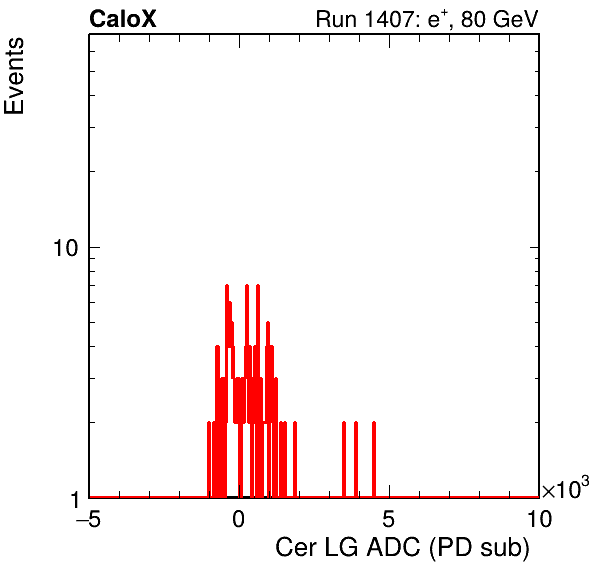 CaloX Run 1407: e⁺, 80 GeV
Events
10
1
−5 0 5 10
×10³
Cer LG ADC (PD sub)